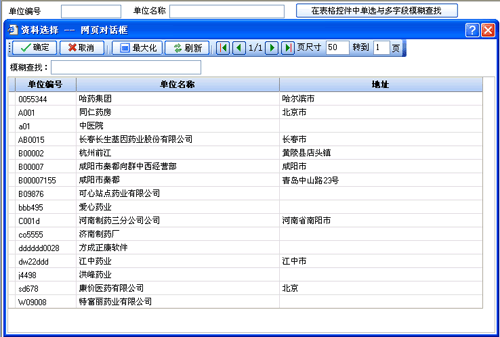 单位编号 单位名称 在表格控件中单选与多字段模糊查找
资料选择 -- 网页对话框
确定 取消 最大化 刷新 1/1 页尺寸 50 转到 1 页
模糊查找：
单位编号 单位名称 地址
0055344 哈药集团 哈尔滨市
A001 同仁药房 北京市
a01 中医院
AB0015 长春长生基因药业股份有限公司 长春市
B00002 杭州前江 黄陵县店头镇
B00007 咸阳市秦都向群中西经营部 咸阳市
B00007155 咸阳市秦都 青岛中山路23号
B09876 可心站点药业有限公司
bbb495 爱心药业
C001d 河南制药三分公司公司 河南省南阳市
co5555 济南制药厂
dddddd0028 方成正康软件
dw22ddd 江中药业 江中市
j4498 洪峰药业
sd678 康价医药有限公司 北京
W09008 特富丽药业有限公司